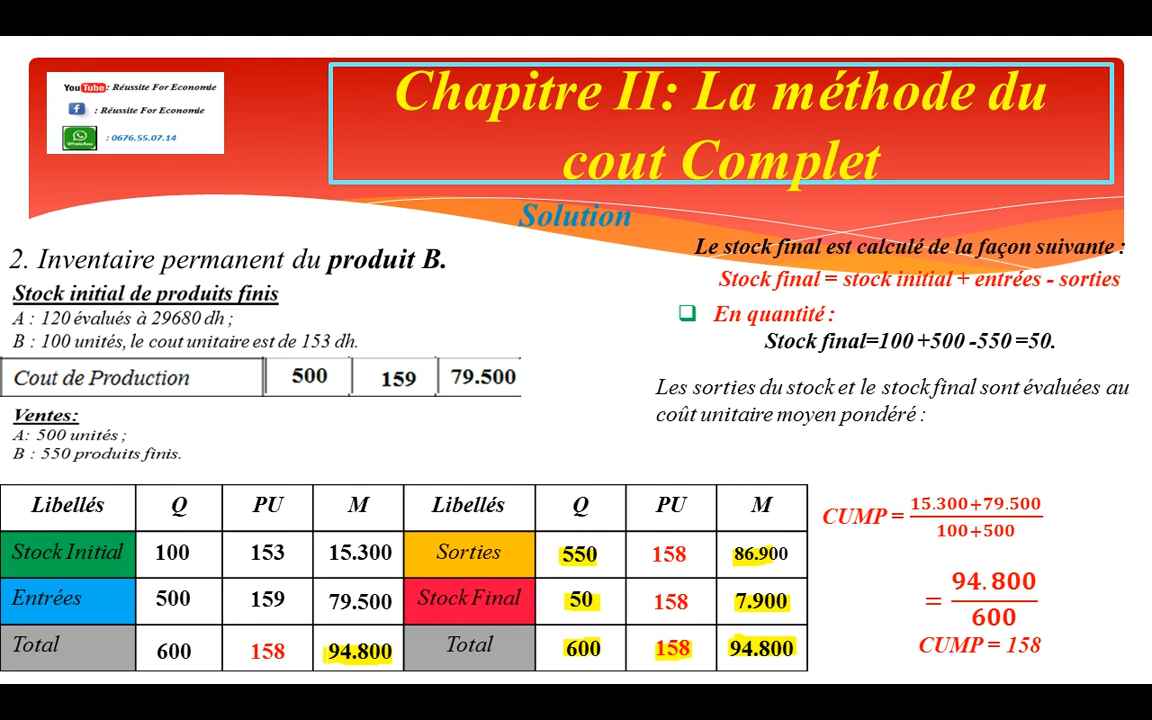 YouTube : Réussite For Economie
: Réussite For Economie
WhatsApp : 0676.55.07.14
Chapitre II: La méthode du
cout Complet
Solution
2. Inventaire permanent du produit B.
Stock initial de produits finis
A : 120 évalués à 29680 dh ;
B : 100 unités, le cout unitaire est de 153 dh.
Cout de Production 500 159 79.500
Ventes:
A: 500 unités ;
B : 550 produits finis.
Le stock final est calculé de la façon suivante :
Stock final = stock initial + entrées - sorties
En quantité :
Stock final=100 +500 -550 =50.
Les sorties du stock et le stock final sont évaluées au
coût unitaire moyen pondéré :
Libellés Q PU M Libellés Q PU M
Stock Initial 100 153 15.300 Sorties 550 158 86.900
Entrées 500 159 79.500 Stock Final 50 158 7.900
Total 600 158 94.800 Total 600 158 94.800
CUMP = 15.300+79.500
100+500
= 94.800
600
CUMP = 158